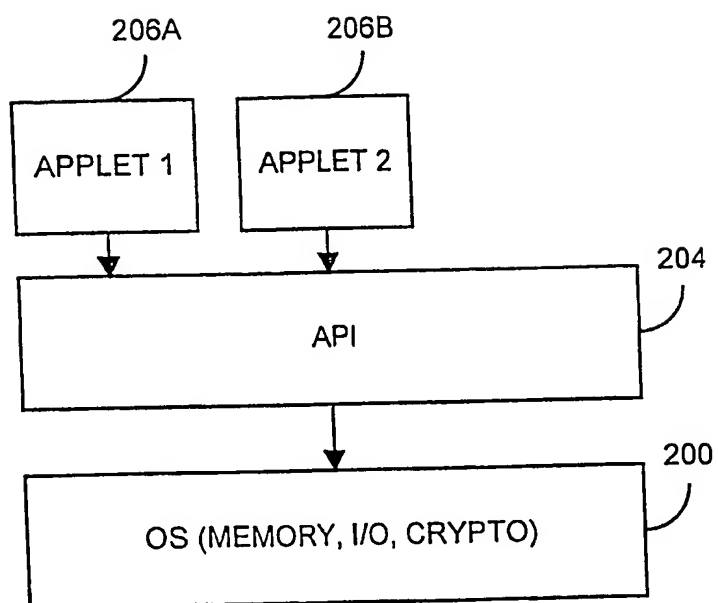 206A
206B
APPLET 1
APPLET 2
204
API
200
OS (MEMORY, I/O, CRYPTO)